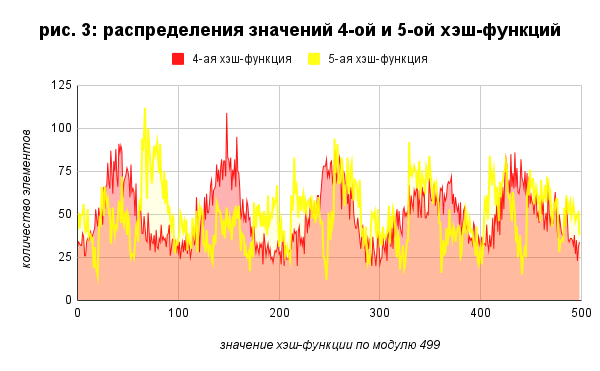 рис. 3: распределения значений 4-ой и 5-ой хэш-функций
4-ая хэш-функция 5-ая хэш-функция
количество элементов
125
100
75
50
25
0
0 100 200 300 400 500
значение хэш-функции по модулю 499